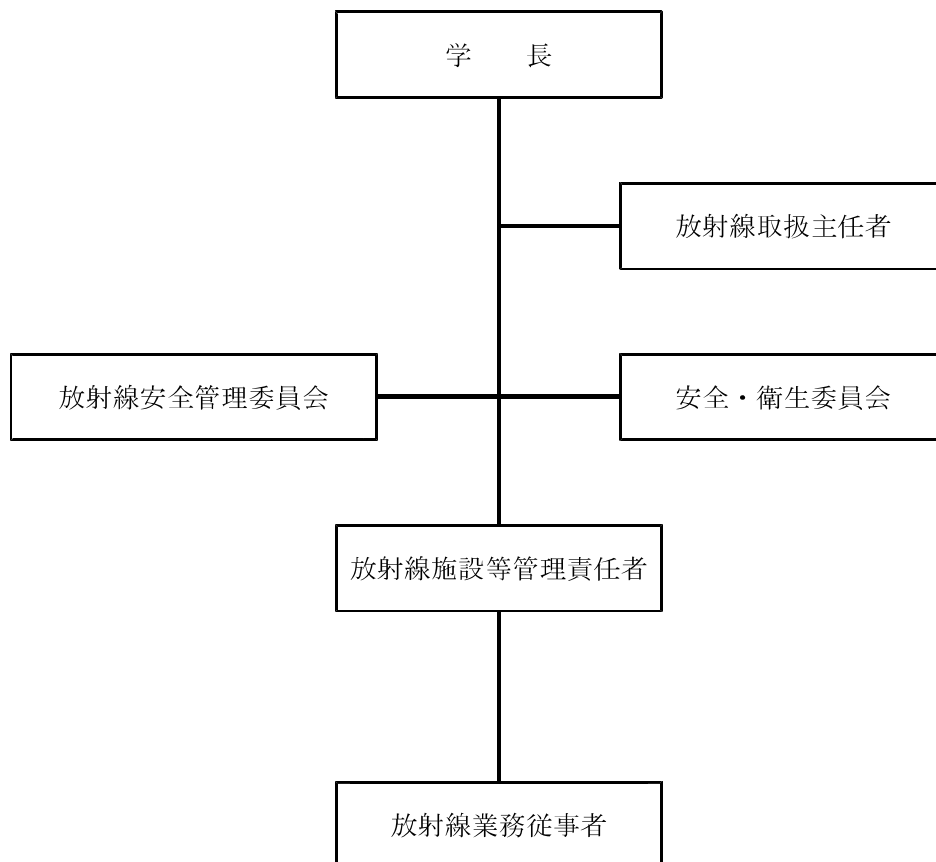 学　　長
放射線取扱主任者
放射線安全管理委員会
安全・衛生委員会
放射線施設等管理責任者
放射線業務従事者